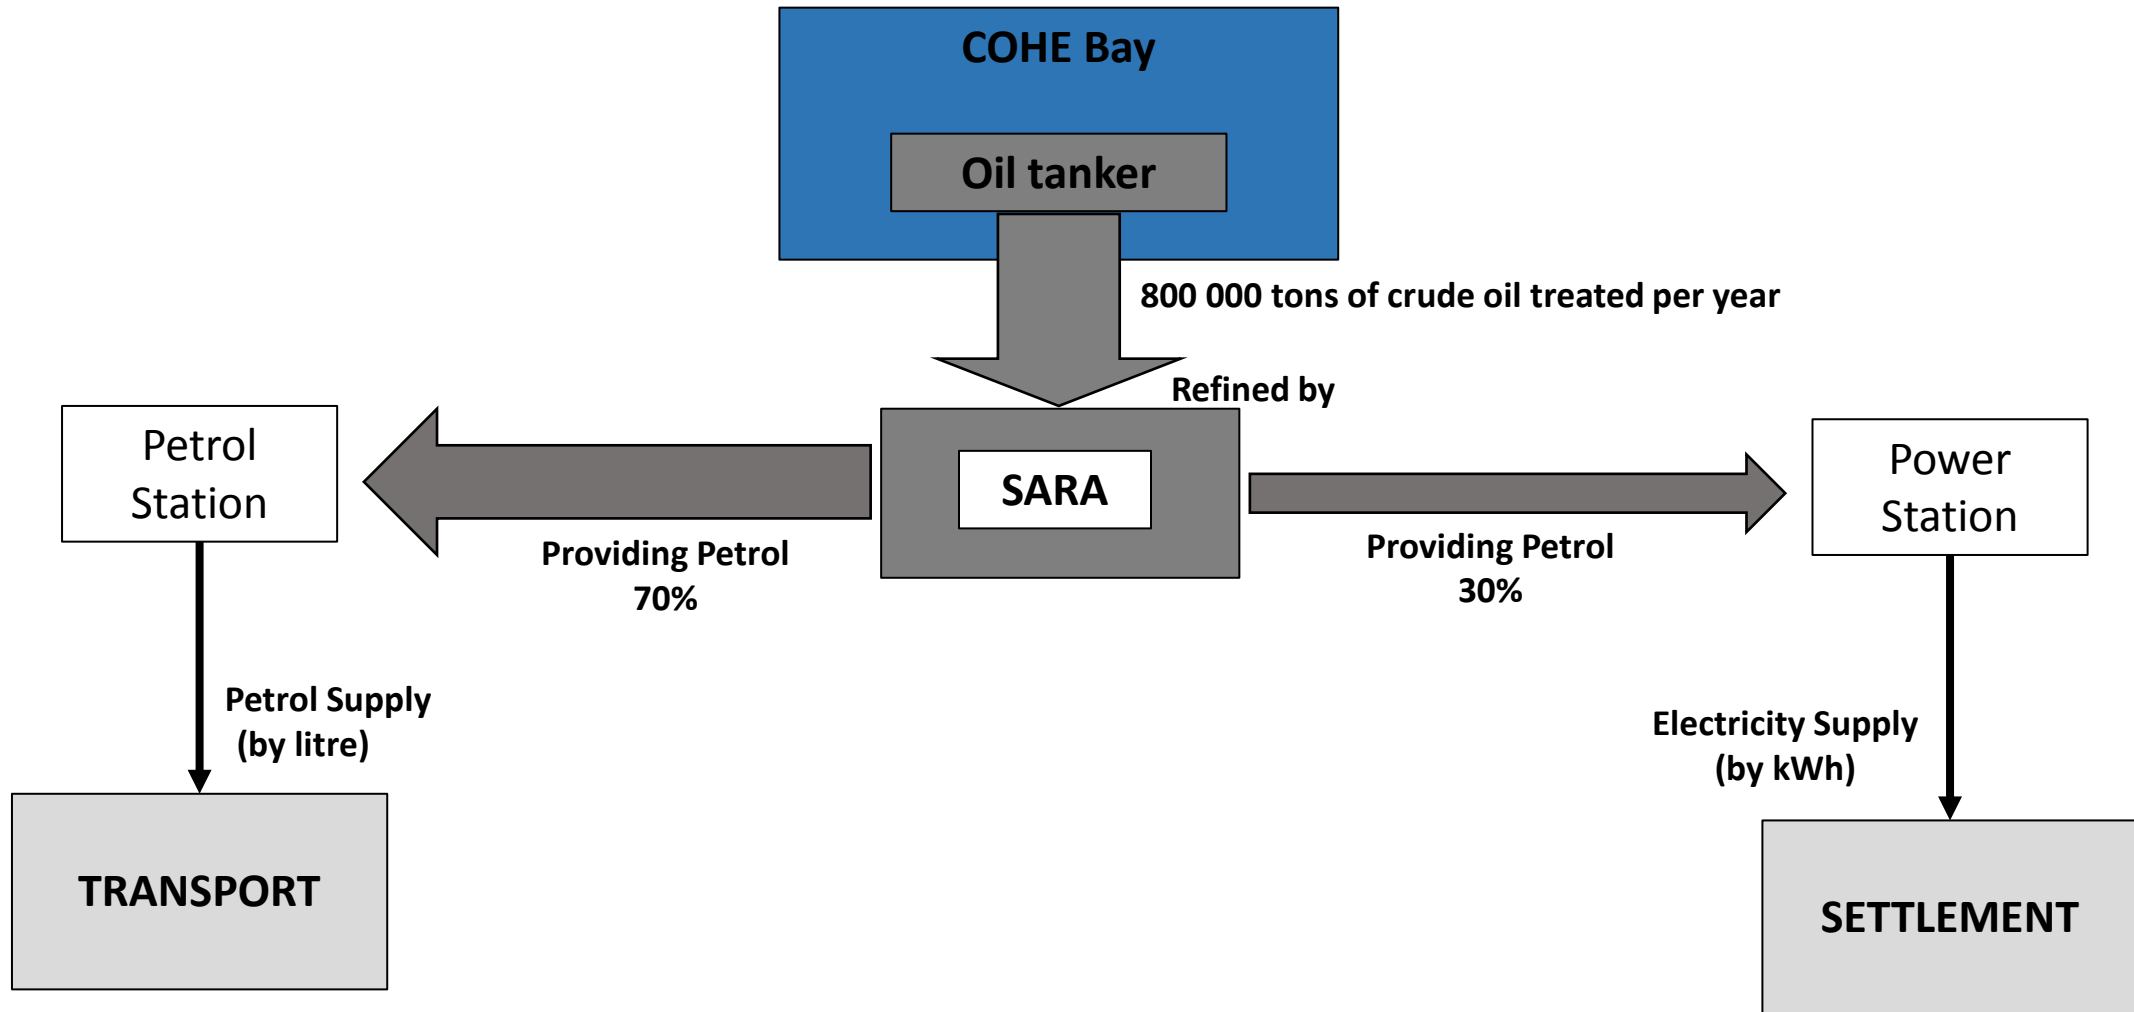 COHE Bay
Oil tanker
800 000 tons of crude oil treated per year
Refined by
Petrol
Station
SARA
Power
Station
Providing Petrol
70%
Providing Petrol
30%
Petrol Supply
(by litre)
Electricity Supply
(by kWh)
TRANSPORT
SETTLEMENT